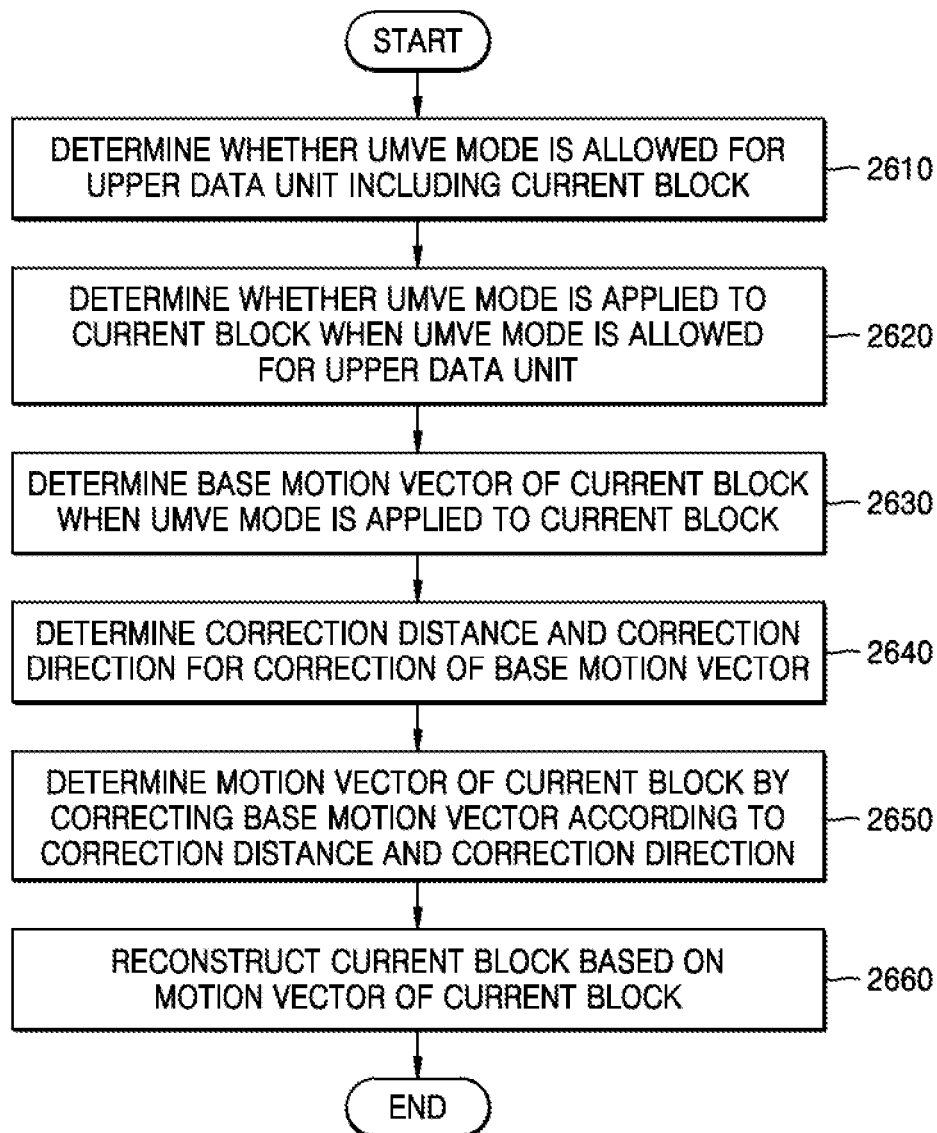 START
DETERMINE WHETHER UMVE MODE IS ALLOWED FOR
UPPER DATA UNIT INCLUDING CURRENT BLOCK
2610
DETERMINE WHETHER UMVE MODE IS APPLIED TO
CURRENT BLOCK WHEN UMVE MODE IS ALLOWED
FOR UPPER DATA UNIT
2620
DETERMINE BASE MOTION VECTOR OF CURRENT BLOCK
WHEN UMVE MODE IS APPLIED TO CURRENT BLOCK
2630
DETERMINE CORRECTION DISTANCE AND CORRECTION
DIRECTION FOR CORRECTION OF BASE MOTION VECTOR
2640
DETERMINE MOTION VECTOR OF CURRENT BLOCK BY
CORRECTING BASE MOTION VECTOR ACCORDING TO
CORRECTION DISTANCE AND CORRECTION DIRECTION
2650
RECONSTRUCT CURRENT BLOCK BASED ON
MOTION VECTOR OF CURRENT BLOCK
2660
END